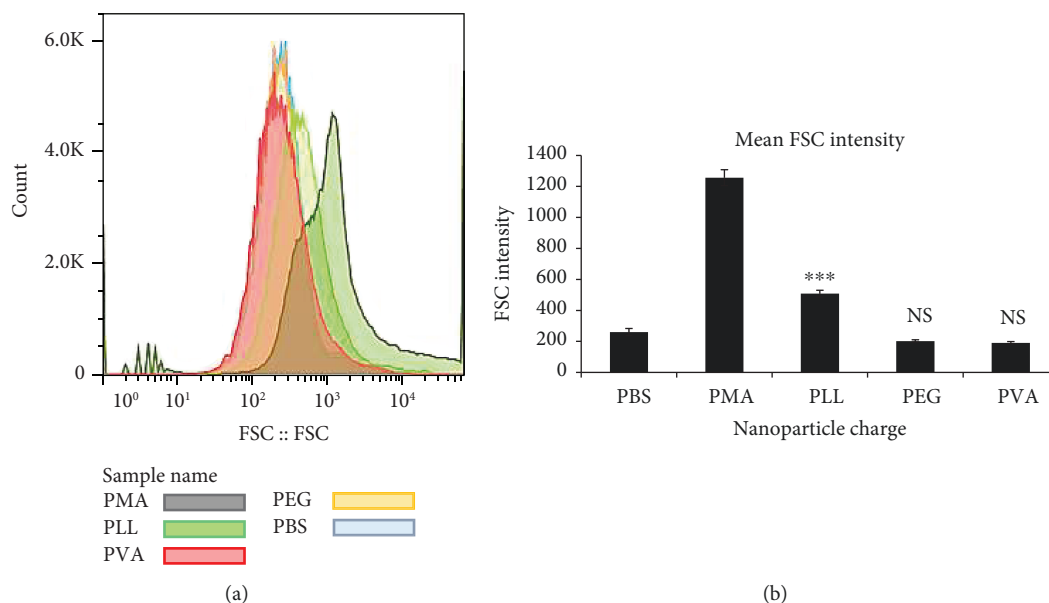 6.0K
4.0K
2.0K
0
Count
10⁰ 10¹ 10² 10³ 10⁴
FSC :: FSC
Sample name
PMA PEG
PLL PBS
PVA
(a)
Mean FSC intensity
1400
1200
1000
800
600
400
200
0
FSC intensity
***
NS
NS
PBS PMA PLL PEG PVA
Nanoparticle charge
(b)